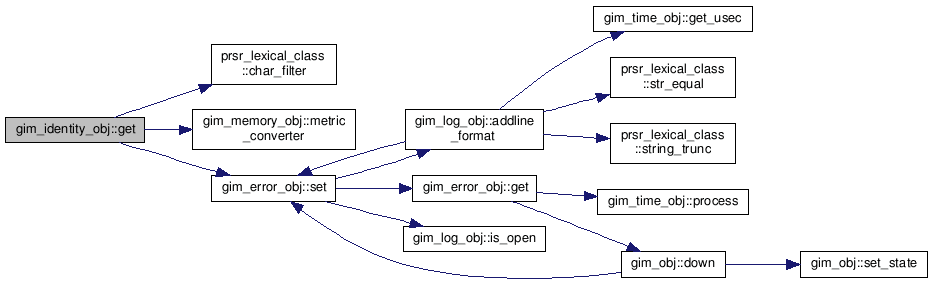 gim_identity_obj::get
prsr_lexical_class
::char_filter
gim_memory_obj::metric
_converter
gim_error_obj::set
gim_log_obj::addline
_format
gim_error_obj::get
gim_log_obj::is_open
gim_time_obj::get_usec
prsr_lexical_class
::str_equal
prsr_lexical_class
::string_trunc
gim_time_obj::process
gim_obj::down
gim_obj::set_state